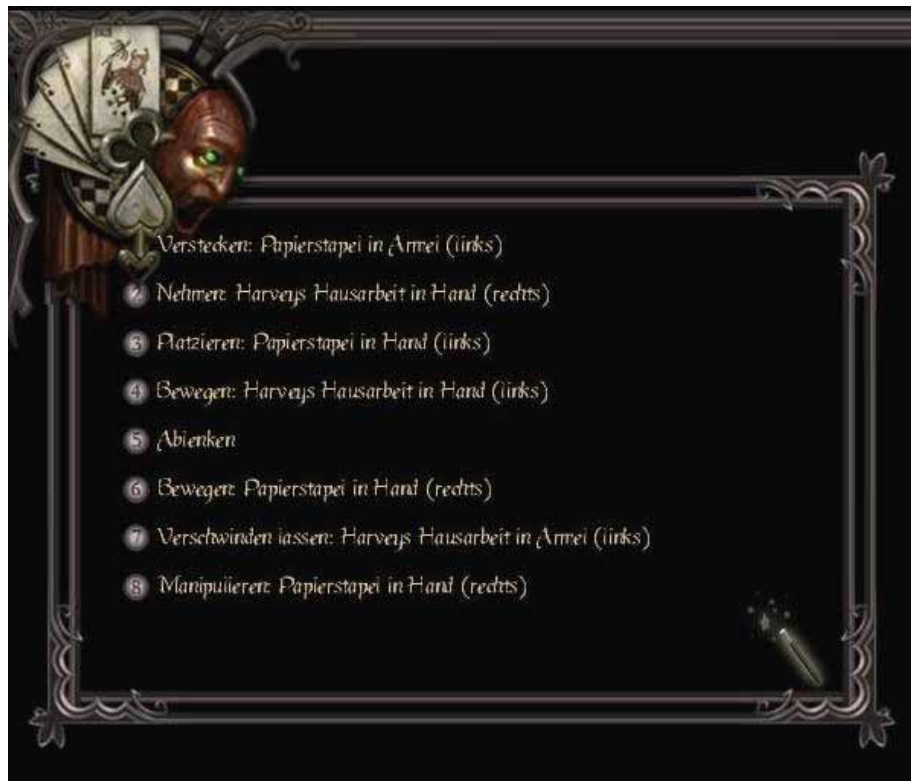 Verstecken: Papierstapel in Ärmel (links)
2 Nehmen: Harveys Hausarbeit in Hand (rechts)
3 Platzieren: Papierstapel in Hand (links)
4 Bewegen: Harveys Hausarbeit in Hand (links)
5 Ablenken
6 Bewegen: Papierstapel in Hand (rechts)
7 Verschwinden lassen: Harveys Hausarbeit in Ärmel (links)
8 Manipulieren: Papierstapel in Hand (rechts)